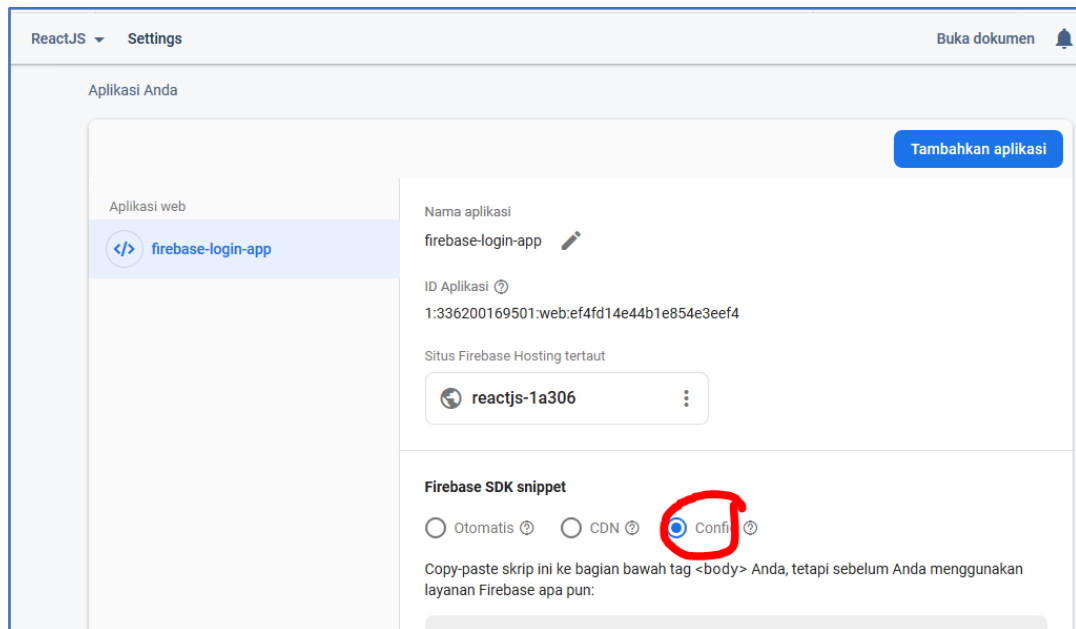 ReactJS Settings Buka dokumen
Aplikasi Anda
Tambahkan aplikasi
Aplikasi web
firebase-login-app
Nama aplikasi
firebase-login-app
ID Aplikasi
1:336200169501:web:ef4fd14e44b1e854e3eef4
Situs Firebase Hosting tertaut
reactjs-1a306
Firebase SDK snippet
Otomatis CDN Config
Copy-paste skrip ini ke bagian bawah tag <body> Anda, tetapi sebelum Anda menggunakan
layanan Firebase apa pun: